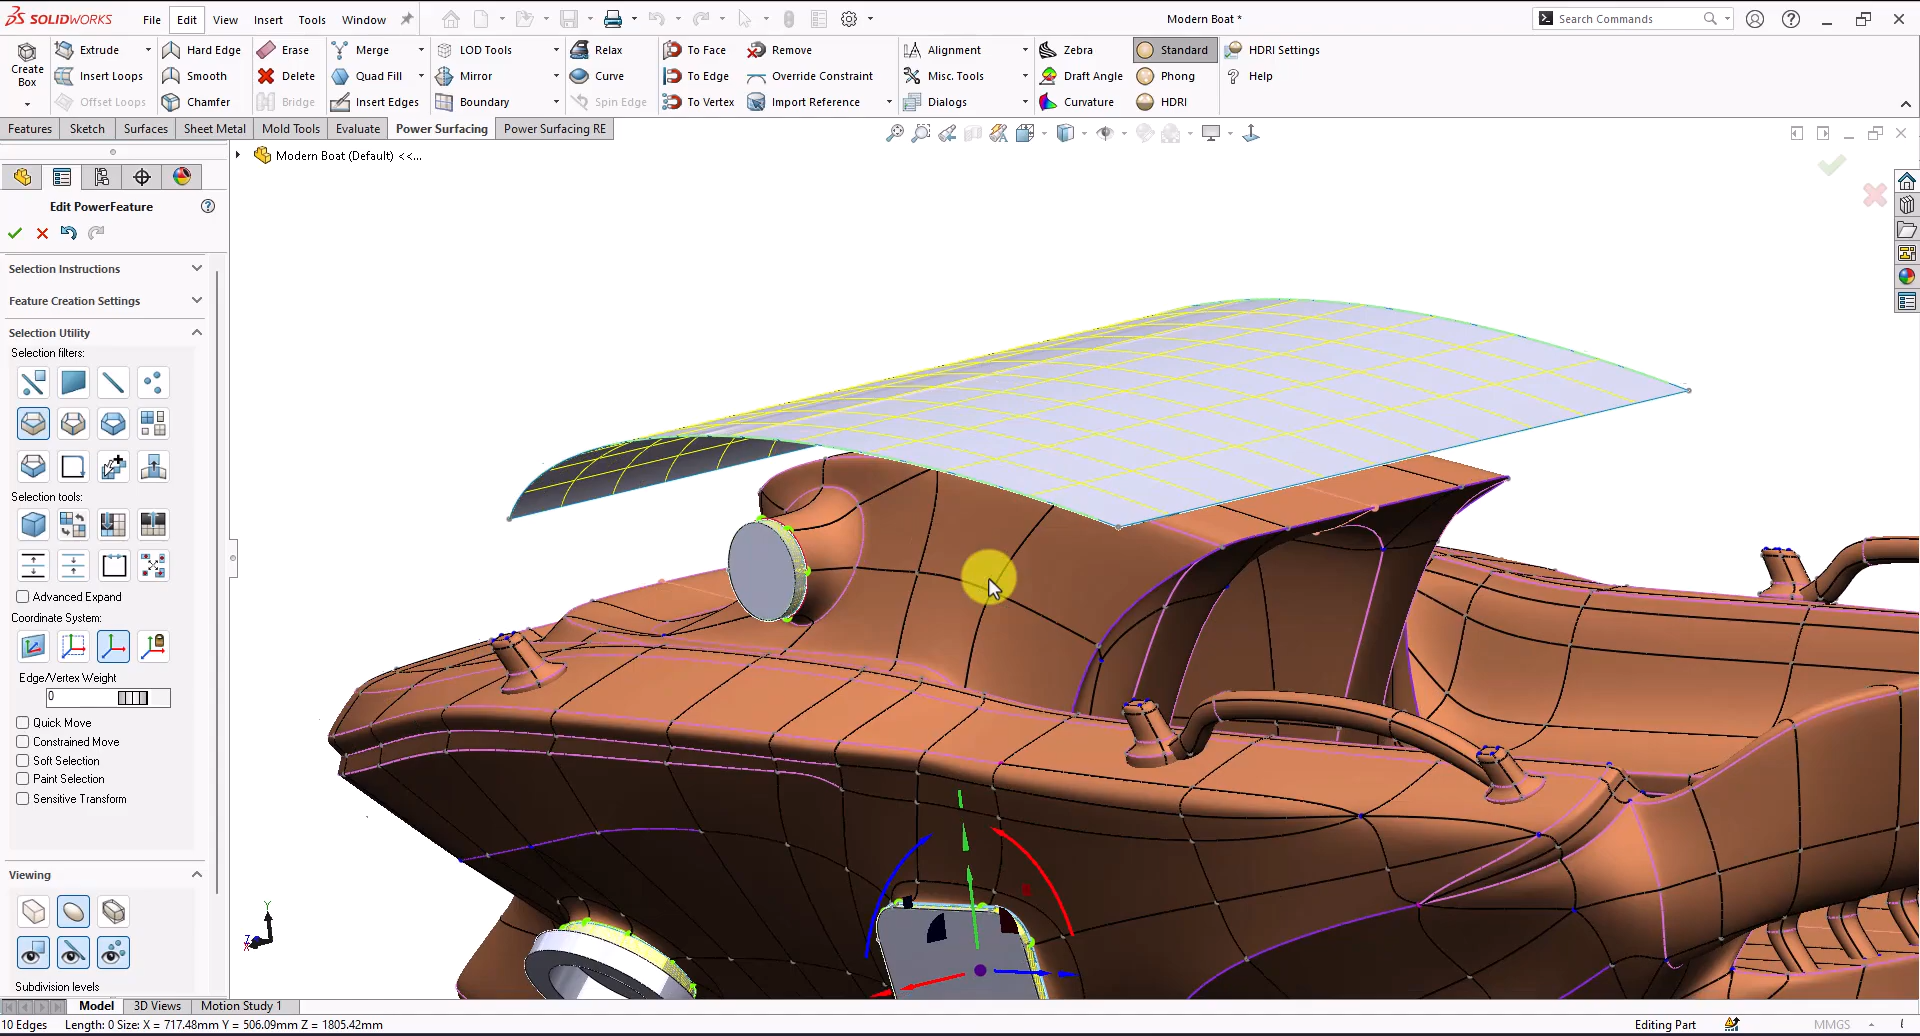 SOLIDWORKS File Edit View Insert Tools Window Modern Boat * Search Commands
Create Box
Extrude Hard Edge Erase Merge LOD Tools Relax To Face Remove Alignment Zebra Standard HDRI Settings
Insert Loops Smooth Delete Quad Fill Mirror Curve To Edge Override Constraint Misc. Tools Draft Angle Phong Help
Offset Loops Chamfer Bridge Insert Edges Boundary Spin Edge To Vertex Import Reference Dialogs Curvature HDRI
Features Sketch Surfaces Sheet Metal Mold Tools Evaluate Power Surfacing Power Surfacing RE
Modern Boat (Default) <<...
Edit PowerFeature
Selection Instructions
Feature Creation Settings
Selection Utility
Selection filters:
Selection tools:
Advanced Expand
Coordinate System:
Edge/Vertex Weight
0
Quick Move
Constrained Move
Soft Selection
Paint Selection
Sensitive Transform
Viewing
Subdivision levels
Y
Model 3D Views Motion Study 1
10 Edges Length: 0 Size: X = 717.48mm Y = 506.09mm Z = 1805.42mm Editing Part MMGS